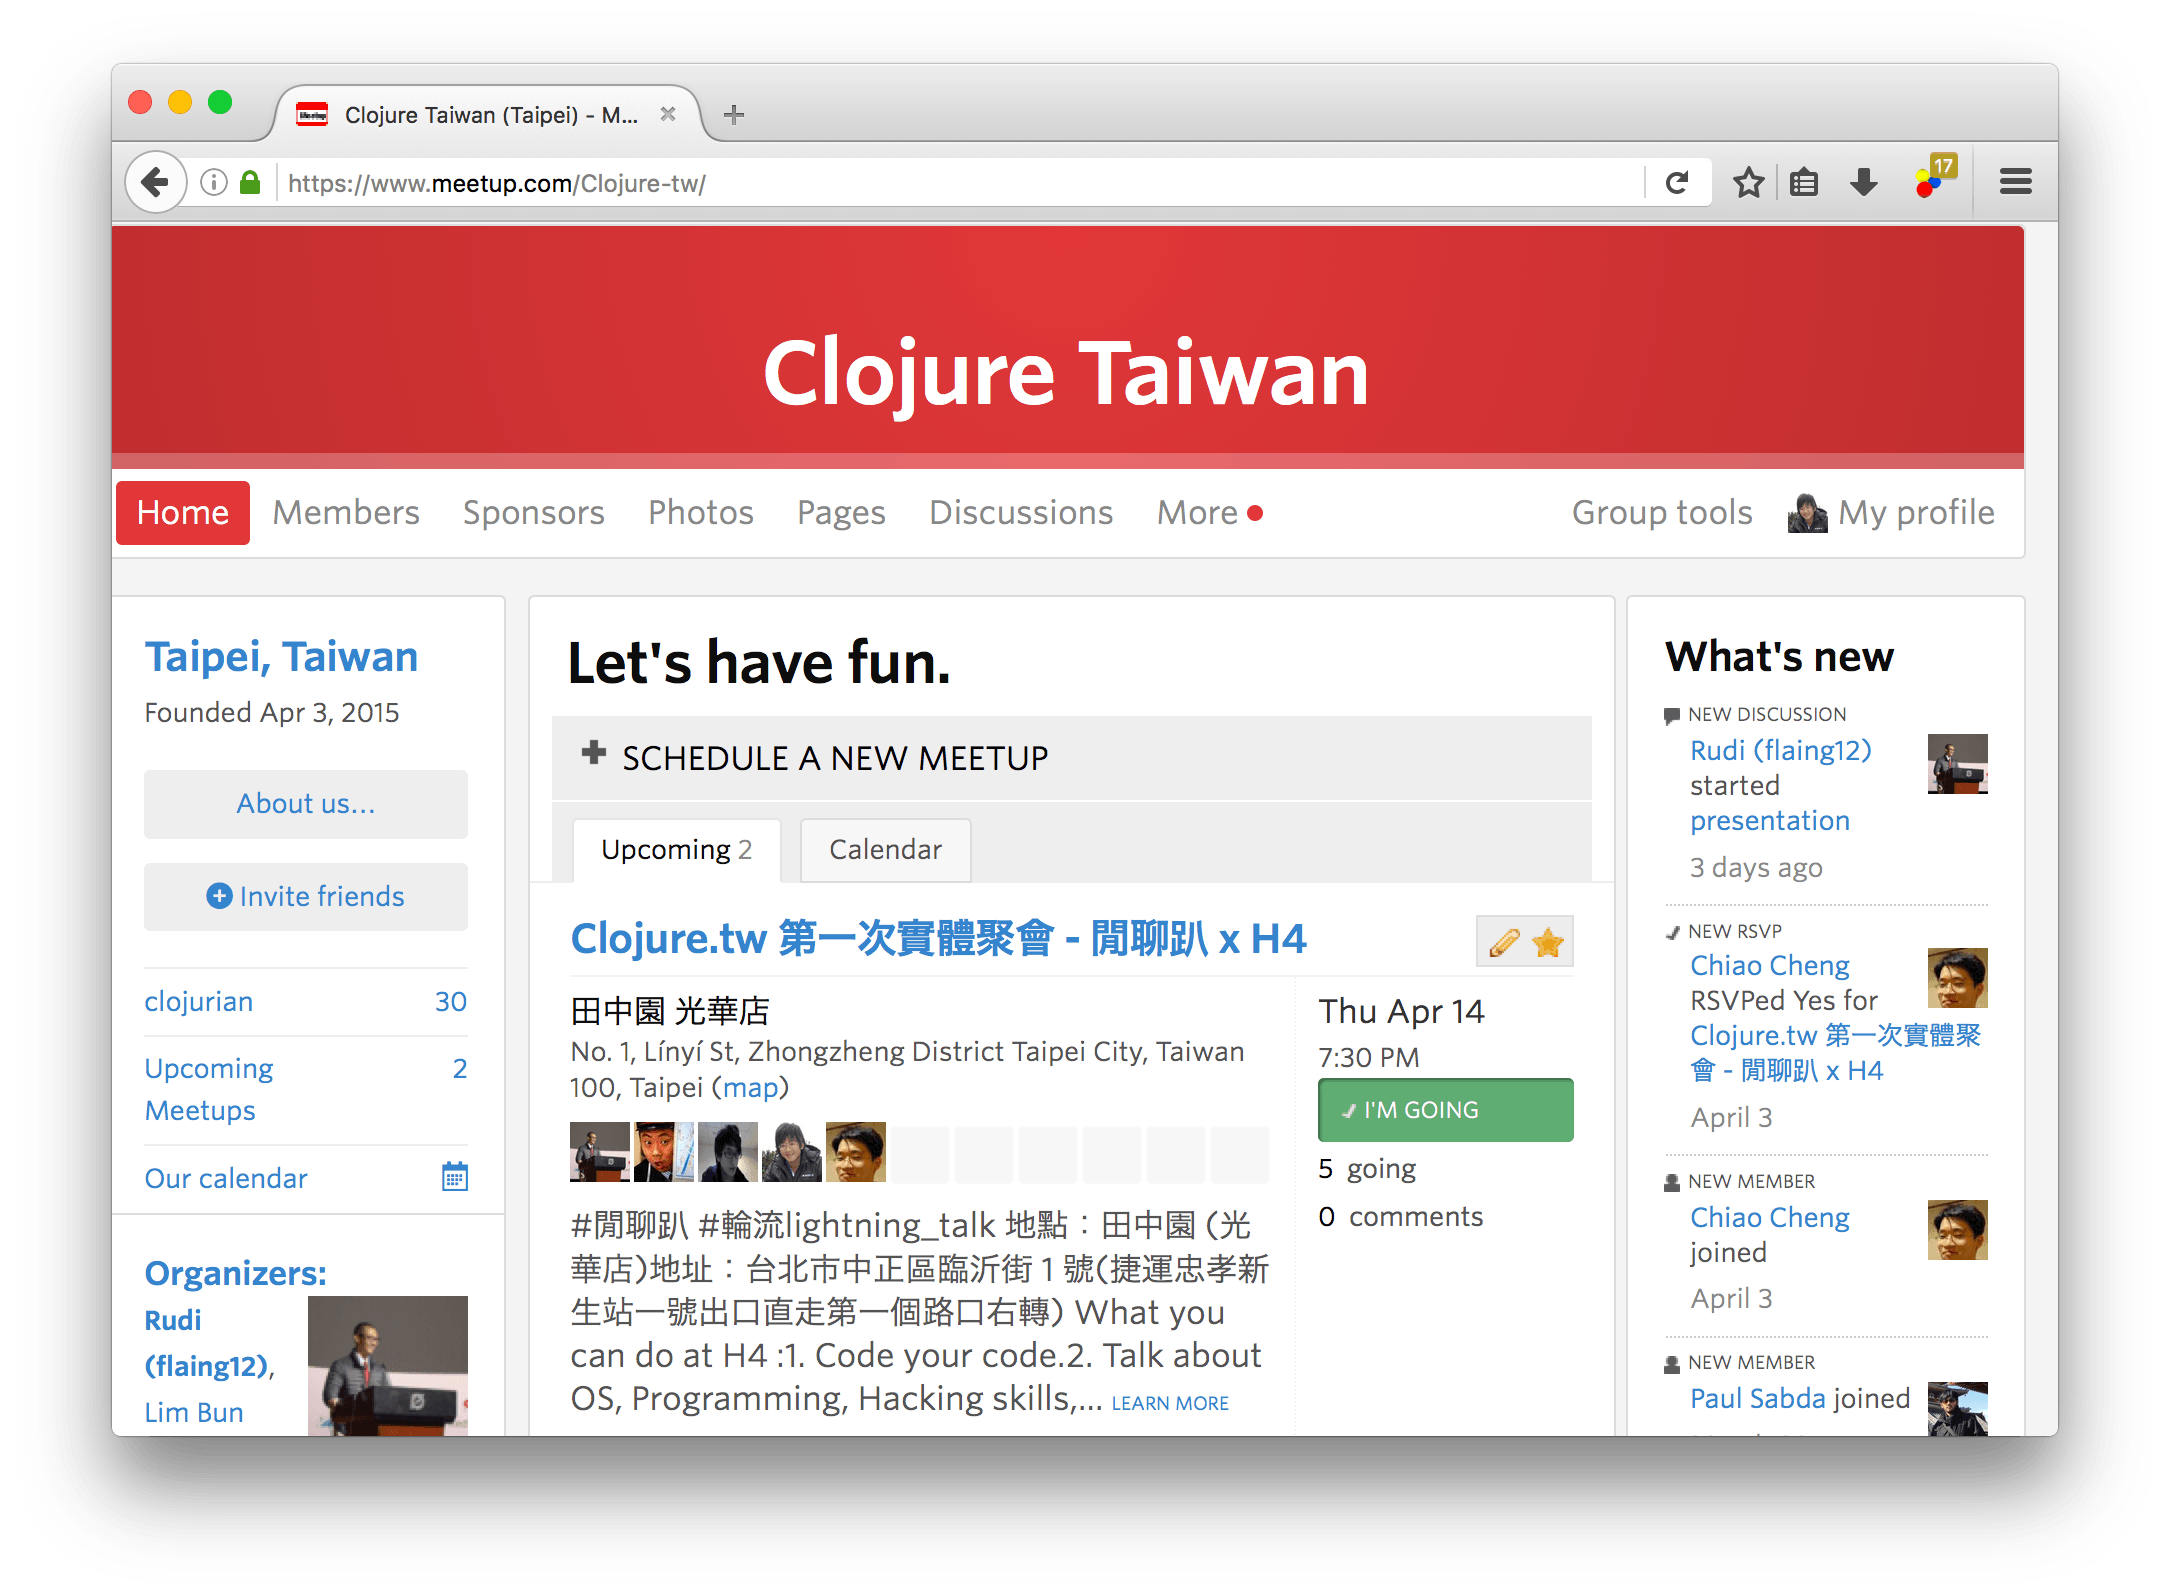 Clojure Taiwan (Taipei) - M...
https://www.meetup.com/Clojure-tw/
17
Clojure Taiwan
Home
Members
Sponsors
Photos
Pages
Discussions
More
Group tools
My profile
Taipei, Taiwan
Founded Apr 3, 2015
About us...
Invite friends
clojurian 30
Upcoming 2
Meetups
Our calendar
Organizers:
Rudi
(flaing12),
Lim Bun
Let's have fun.
SCHEDULE A NEW MEETUP
Upcoming 2
Calendar
Clojure.tw 第一次實體聚會 - 閒聊趴 x H4
田中園 光華店
No. 1, Línyí St, Zhongzheng District Taipei City, Taiwan
100, Taipei (map)
#閒聊趴 #輪流lightning_talk 地點：田中園 (光
華店)地址：台北市中正區臨沂街 1 號(捷運忠孝新
生站一號出口直走第一個路口右轉) What you
can do at H4 :1. Code your code.2. Talk about
OS, Programming, Hacking skills,... LEARN MORE
Thu Apr 14
7:30 PM
I'M GOING
5 going
0 comments
What's new
NEW DISCUSSION
Rudi (flaing12)
started
presentation
3 days ago
NEW RSVP
Chiao Cheng
RSVPed Yes for
Clojure.tw 第一次實體聚
會 - 閒聊趴 x H4
April 3
NEW MEMBER
Chiao Cheng
joined
April 3
NEW MEMBER
Paul Sabda joined